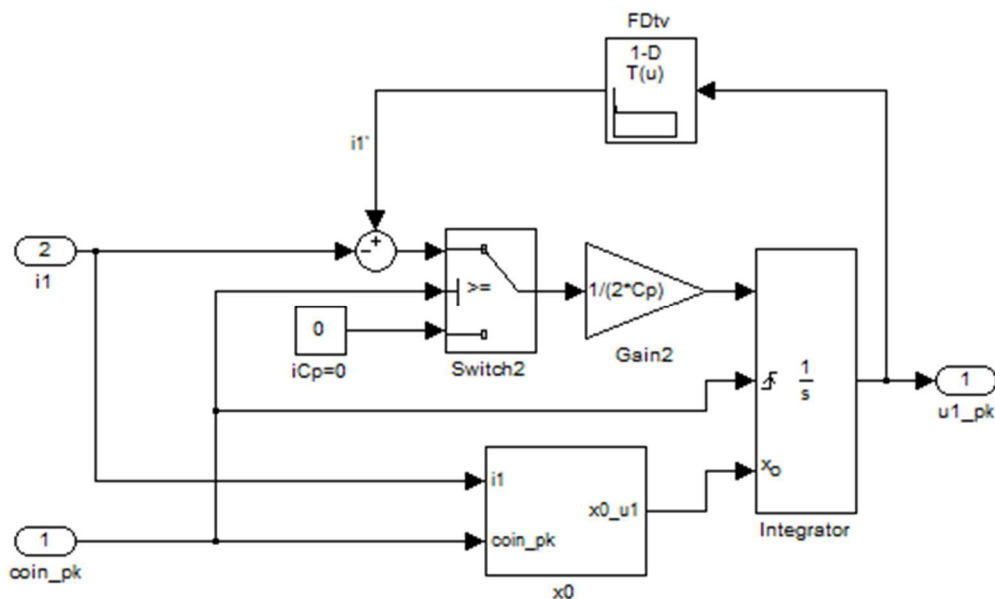 FDtv
1-D
T(u)
i1'
2
i1
− +
>=
0
iCp=0
Switch2
1/(2*Cp)
Gain2
1
s
x o
Integrator
1
u1_pk
i1
x0_u1
coin_pk
x0
1
coin_pk